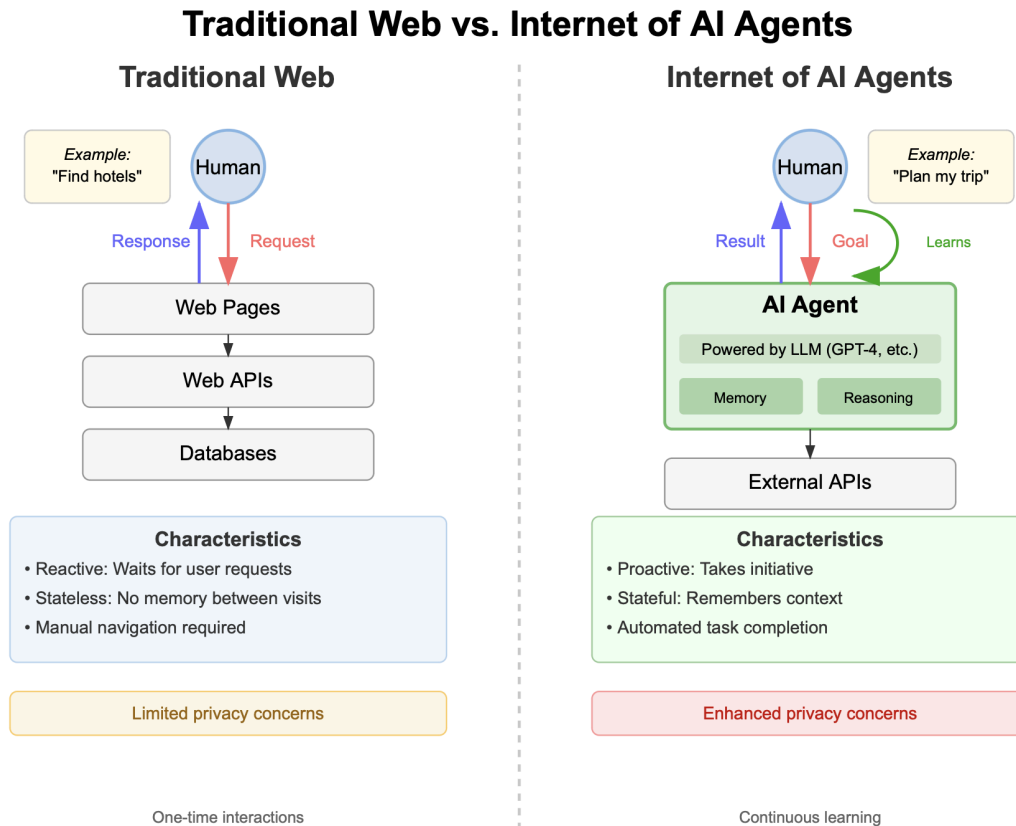 Traditional Web vs. Internet of AI Agents
Traditional Web
Example:
"Find hotels"
Human
Response
Request
Web Pages
Web APIs
Databases
Characteristics
• Reactive: Waits for user requests
• Stateless: No memory between visits
• Manual navigation required
Limited privacy concerns
One-time interactions
Internet of AI Agents
Human
Example:
"Plan my trip"
Result
Goal
Learns
AI Agent
Powered by LLM (GPT-4, etc.)
Memory
Reasoning
External APIs
Characteristics
• Proactive: Takes initiative
• Stateful: Remembers context
• Automated task completion
Enhanced privacy concerns
Continuous learning